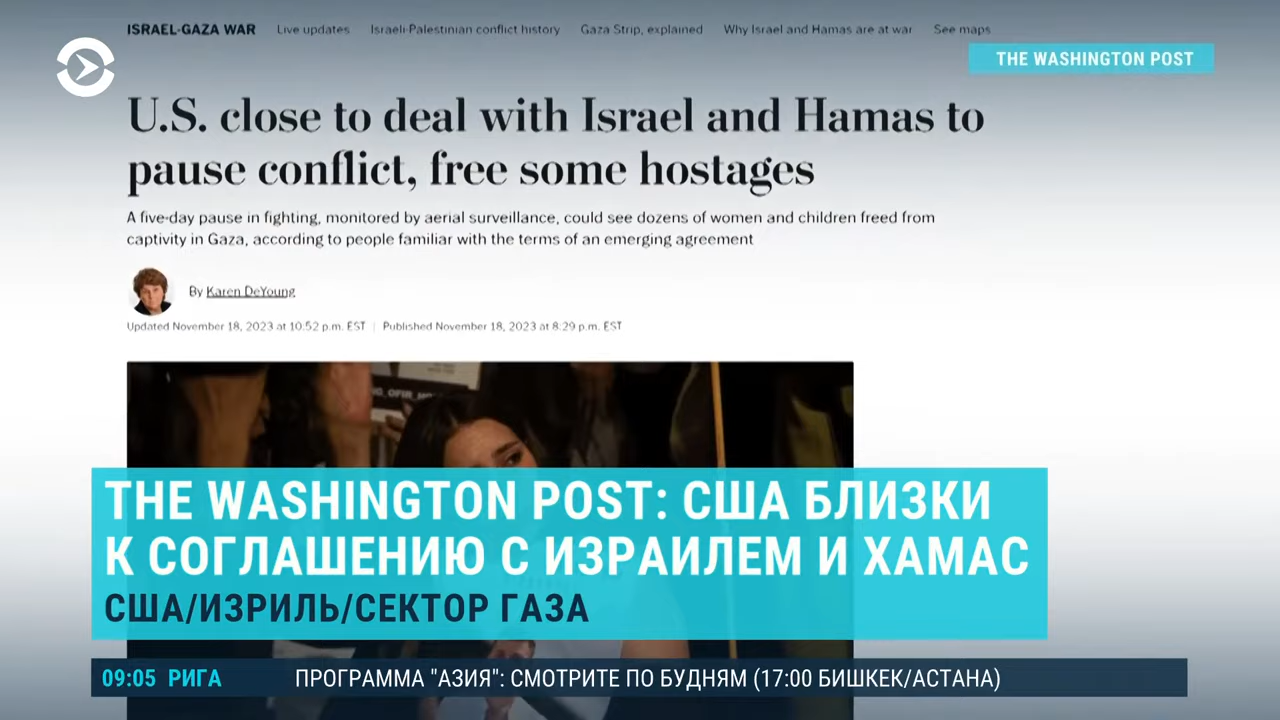 ISRAEL-GAZA WAR Live updates Israeli-Palestinian conflict history Gaza Strip, explained Why Israel and Hamas are at war See maps
THE WASHINGTON POST
U.S. close to deal with Israel and Hamas to
pause conflict, free some hostages
A five-day pause in fighting, monitored by aerial surveillance, could see dozens of women and children freed from
captivity in Gaza, according to people familiar with the terms of an emerging agreement
By Karen DeYoung
Updated November 18, 2023 at 10:52 p.m. EST | Published November 18, 2023 at 8:29 p.m. EST
THE WASHINGTON POST: США БЛИЗКИ
К СОГЛАШЕНИЮ С ИЗРАИЛЕМ И ХАМАС
США/ИЗРИЛЬ/СЕКТОР ГАЗА
09:05 РИГА ПРОГРАММА "АЗИЯ": СМОТРИТЕ ПО БУДНЯМ (17:00 БИШКЕК/АСТАНА)